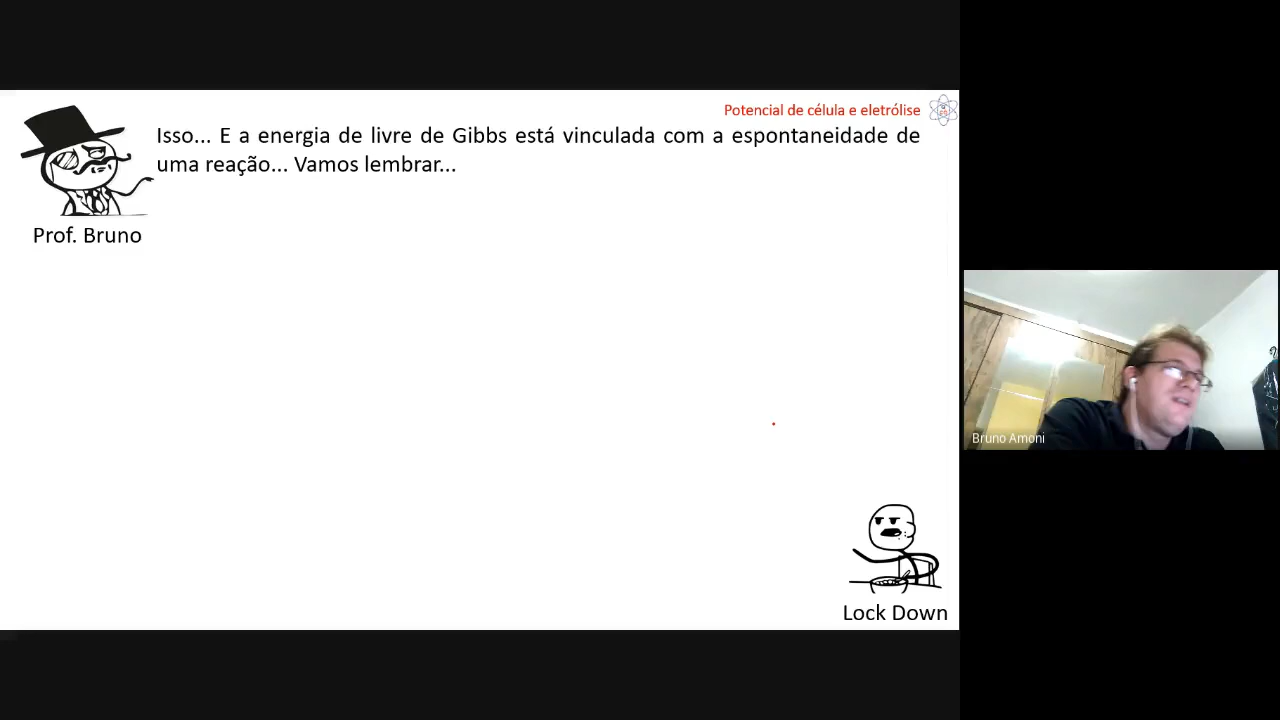 Potencial de célula e eletrólise
Isso... E a energia de livre de Gibbs está vinculada com a espontaneidade de
uma reação... Vamos lembrar...
Prof. Bruno
Bruno Amoni
Lock Down